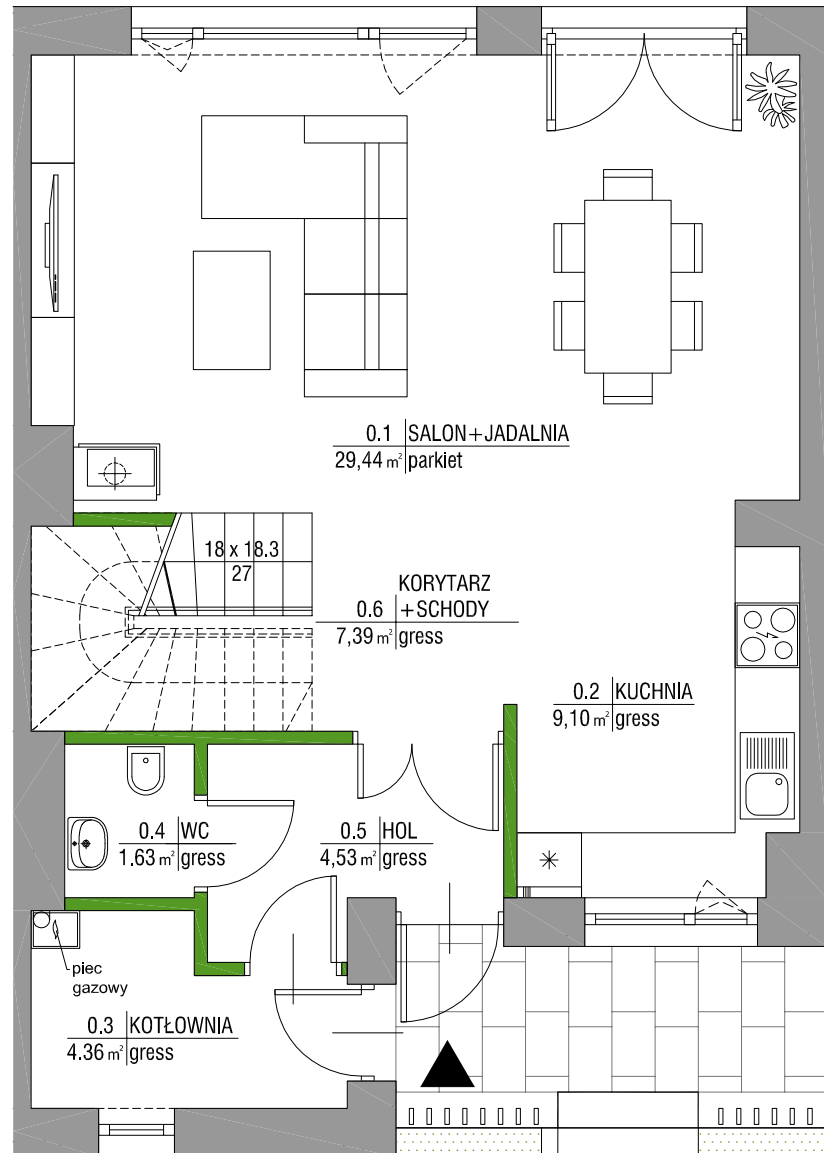 0.1 SALON+JADALNIA
29,44 m² parkiet
18 x 18.3
27
KORYTARZ
0.6 +SCHODY
7,39 m² gress
0.2 KUCHNIA
9,10 m² gress
0.4 WC
1.63 m² gress
0.5 HOL
4,53 m² gress
piec
gazowy
0.3 KOTŁOWNIA
4.36 m² gress